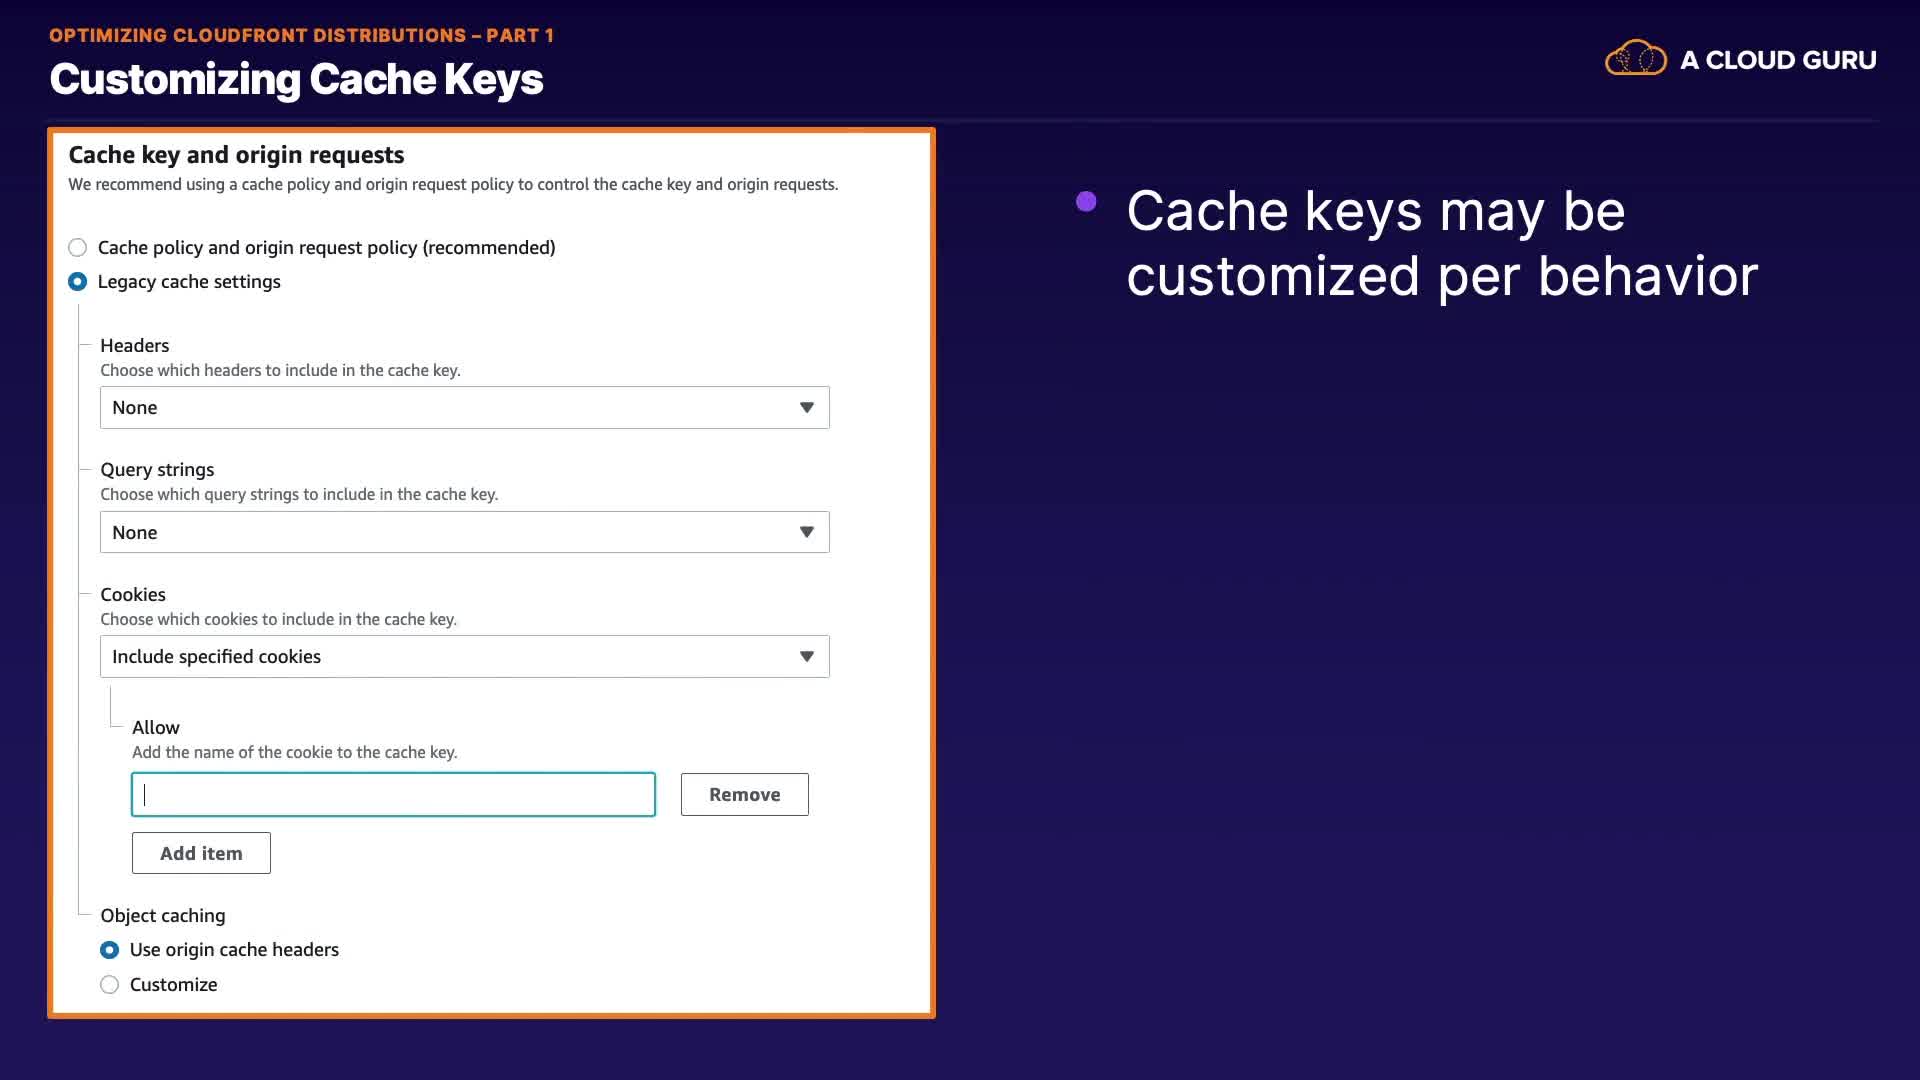 OPTIMIZING CLOUDFRONT DISTRIBUTIONS – PART 1
Customizing Cache Keys
A CLOUD GURU
Cache key and origin requests
We recommend using a cache policy and origin request policy to control the cache key and origin requests.
Cache policy and origin request policy (recommended)
Legacy cache settings
Headers
Choose which headers to include in the cache key.
None
Query strings
Choose which query strings to include in the cache key.
None
Cookies
Choose which cookies to include in the cache key.
Include specified cookies
Allow
Add the name of the cookie to the cache key.
Remove
Add item
Object caching
Use origin cache headers
Customize
Cache keys may be
customized per behavior